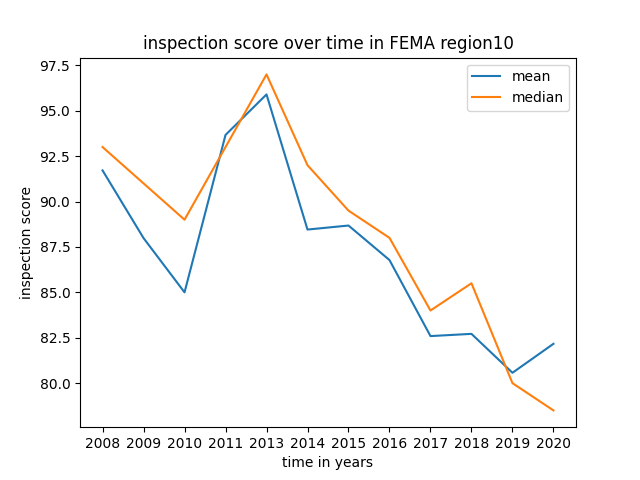 inspection score over time in FEMA region10
mean
median
97.5
95.0
92.5
90.0
87.5
85.0
82.5
80.0
inspection score
2008 2009 2010 2011 2013 2014 2015 2016 2017 2018 2019 2020
time in years